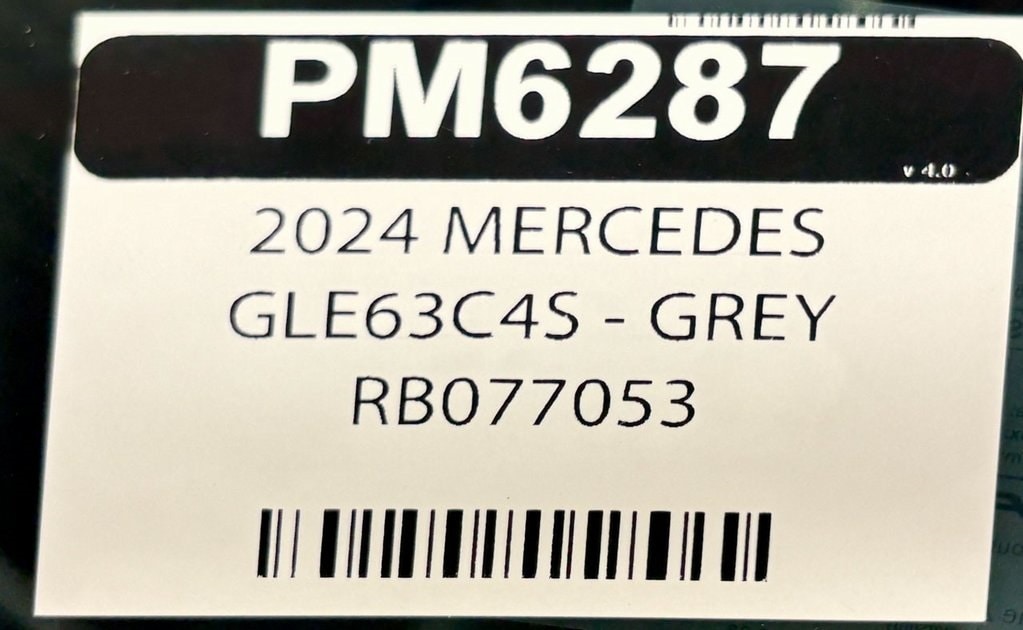 PM6287
v 4.0
2024 MERCEDES
GLE63C4S - GREY
RB077053